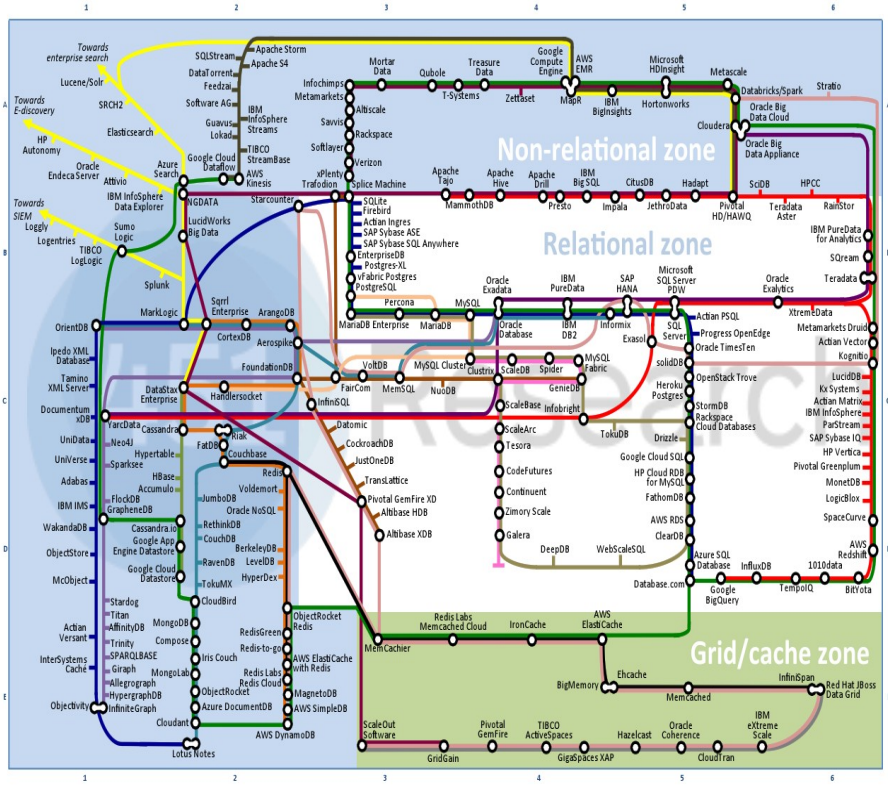 1
2
3
4
5
6
Towards
enterprise search
Lucene/Solr
SRCH2
Elasticsearch
Towards
E-discovery
HP
Autonomy
Oracle
Endeca Server
Attivio
IBM InfoSphere
Data Explorer
Towards
SIEM
Loggly
Logentries
TIBCO
LogLogic
Sumo
Logic
Splunk
SQLStream
DataTorrent
Feedzai
Software AG
Guavus
Lokad
Apache Storm
Apache S4
IBM
InfoSphere
Streams
TIBCO
StreamBase
Azure
Search
Google Cloud
Dataflow
AWS
Kinesis
NGDATA
LucidWorks
Big Data
Starcounter
Infochimps
Metamarkets
Altiscale
Savvis
Rackspace
Softlayer
Verizon
xPlenty
Trafodion
Splice Machine
Mortar
Data
Qubole
T-Systems
Treasure
Data
Zettaset
Google
Compute
Engine
AWS
EMR
MapR
IBM
BigInsights
Microsoft
HDInsight
Hortonworks
Metascale
Databricks/Spark
Stratio
Oracle Big
Data Cloud
Cloudera
Oracle Big
Data Appliance
Non-relational zone
Apache
Tajo
MammothDB
Apache
Hive
Apache
Drill
Presto
IBM
Big SQL
Impala
CitusDB
JethroData
Hadapt
Pivotal
HD/HAWQ
SciDB
Teradata
Aster
HPCC
RainStor
Relational zone
SQLite
Firebird
Actian Ingres
SAP Sybase ASE
SAP Sybase SQL Anywhere
EnterpriseDB
Postgres-XL
vFabric Postgres
PostgreSQL
Percona
MariaDB Enterprise
MariaDB
MySQL
Oracle
Exadata
Oracle
Database
IBM
PureData
IBM
DB2
SAP
HANA
Informix
Microsoft
SQL Server
PDW
SQL
Server
Exasol
Oracle
Exalytics
XtremeData
IBM PureData
for Analytics
SQream
Teradata
Metamarkets Druid
Actian Vector
Kognitio
LucidDB
Kx Systems
Actian Matrix
IBM InfoSphere
ParStream
SAP Sybase IQ
HP Vertica
Pivotal Greenplum
MonetDB
LogicBlox
SpaceCurve
AWS
Redshift
BitYota
1010data
TempoIQ
InfluxDB
Google
BigQuery
Actian PSQL
Progress OpenEdge
Oracle TimesTen
solidDB
OpenStack Trove
Heroku
Postgres
StormDB
Rackspace
Cloud Databases
Drizzle
Google Cloud SQL
HP Cloud RDB
for MySQL
FathomDB
AWS RDS
ClearDB
Azure SQL
Database
Database.com
MarkLogic
Sqrrl
Enterprise
CortexDB
ArangoDB
Aerospike
OrientDB
Ipedo XML
Database
Tamino
XML Server
Documentum
xDB
UniData
UniVerse
Adabas
IBM IMS
WakandaDB
ObjectStore
McObject
Actian
Versant
InterSystems
Caché
Objectivity
DataStax
Enterprise
Handlersocket
FoundationDB
InfiniSQL
FairCom
VoltDB
MemSQL
NuoDB
MySQL Cluster
Clustrix
ScaleDB
Spider
MySQL
Fabric
GenieDB
Infobright
TokuDB
ScaleBase
ScaleArc
Tesora
CodeFutures
Continuent
Zimory Scale
Galera
DeepDB
WebScaleSQL
YarcData
Neo4J
Sparksee
FlockDB
GrapheneDB
Cassandra
Hypertable
HBase
Accumulo
Cassandra.io
Google App
Engine Datastore
Google Cloud
Datastore
Riak
FatDB
Couchbase
Redis
Voldemort
Oracle NoSQL
JumboDB
RethinkDB
CouchDB
BerkeleyDB
LevelDB
RavenDB
HyperDex
TokuMX
Datomic
CockroachDB
JustOneDB
TransLattice
Pivotal GemFire XD
Altibase HDB
Altibase XDB
Stardog
Titan
AffinityDB
Trinity
SPARQLBASE
Giraph
Allegrograph
HypergraphDB
InfiniteGraph
CloudBird
MongoDB
Compose
Iris Couch
MongoLab
ObjectRocket
Azure DocumentDB
Cloudant
Lotus Notes
ObjectRocket
Redis
RedisGreen
Redis-to-go
AWS ElastiCache
with Redis
Redis Labs
Redis Cloud
MagnetoDB
AWS SimpleDB
AWS DynamoDB
MemCachier
Redis Labs
Memcached Cloud
IronCache
AWS
ElastiCache
Grid/cache zone
BigMemory
Ehcache
Memcached
InfiniSpan
Red Hat JBoss
Data Grid
ScaleOut
Software
GridGain
Pivotal
GemFire
TIBCO
ActiveSpaces
GigaSpaces XAP
Hazelcast
Oracle
Coherence
CloudTran
IBM
eXtreme
Scale
Research
A
B
C
D
E
1
2
3
4
5
6